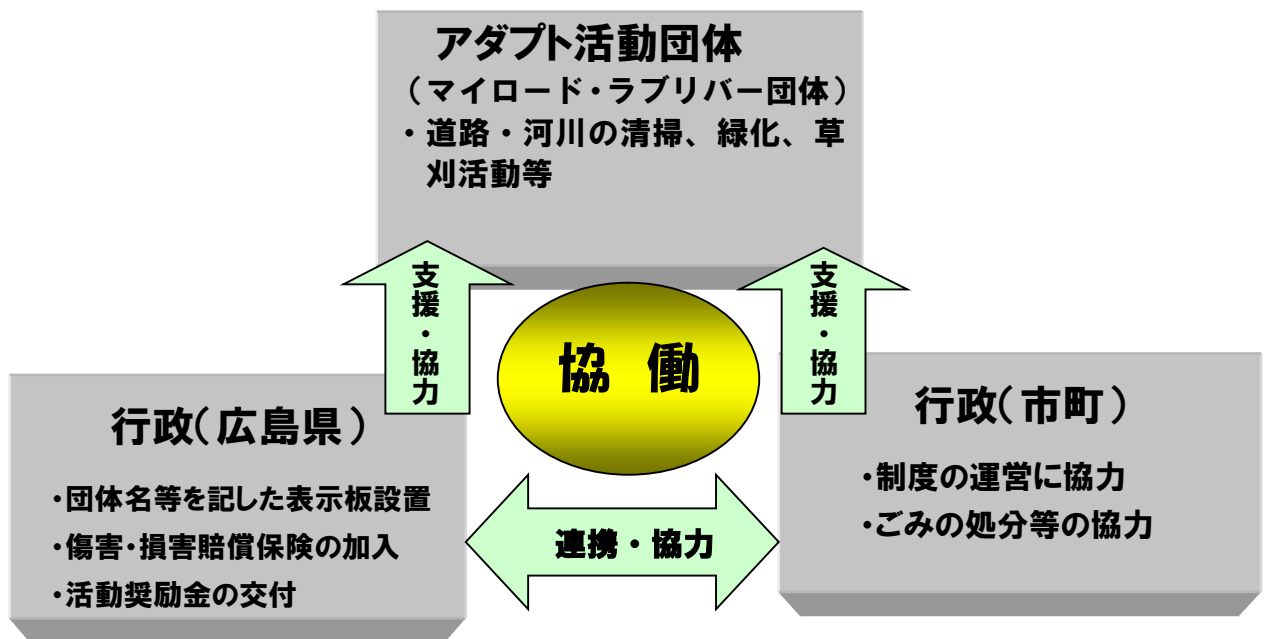 アダプト活動団体
（マイロード・ラブリバー団体）
・道路・河川の清掃、緑化、草
刈活動等
支援・協力
支援・協力
協 働
行政（広島県）
・団体名等を記した表示板設置
・傷害・損害賠償保険の加入
・活動奨励金の交付
連携・協力
行政（市町）
・制度の運営に協力
・ごみの処分等の協力